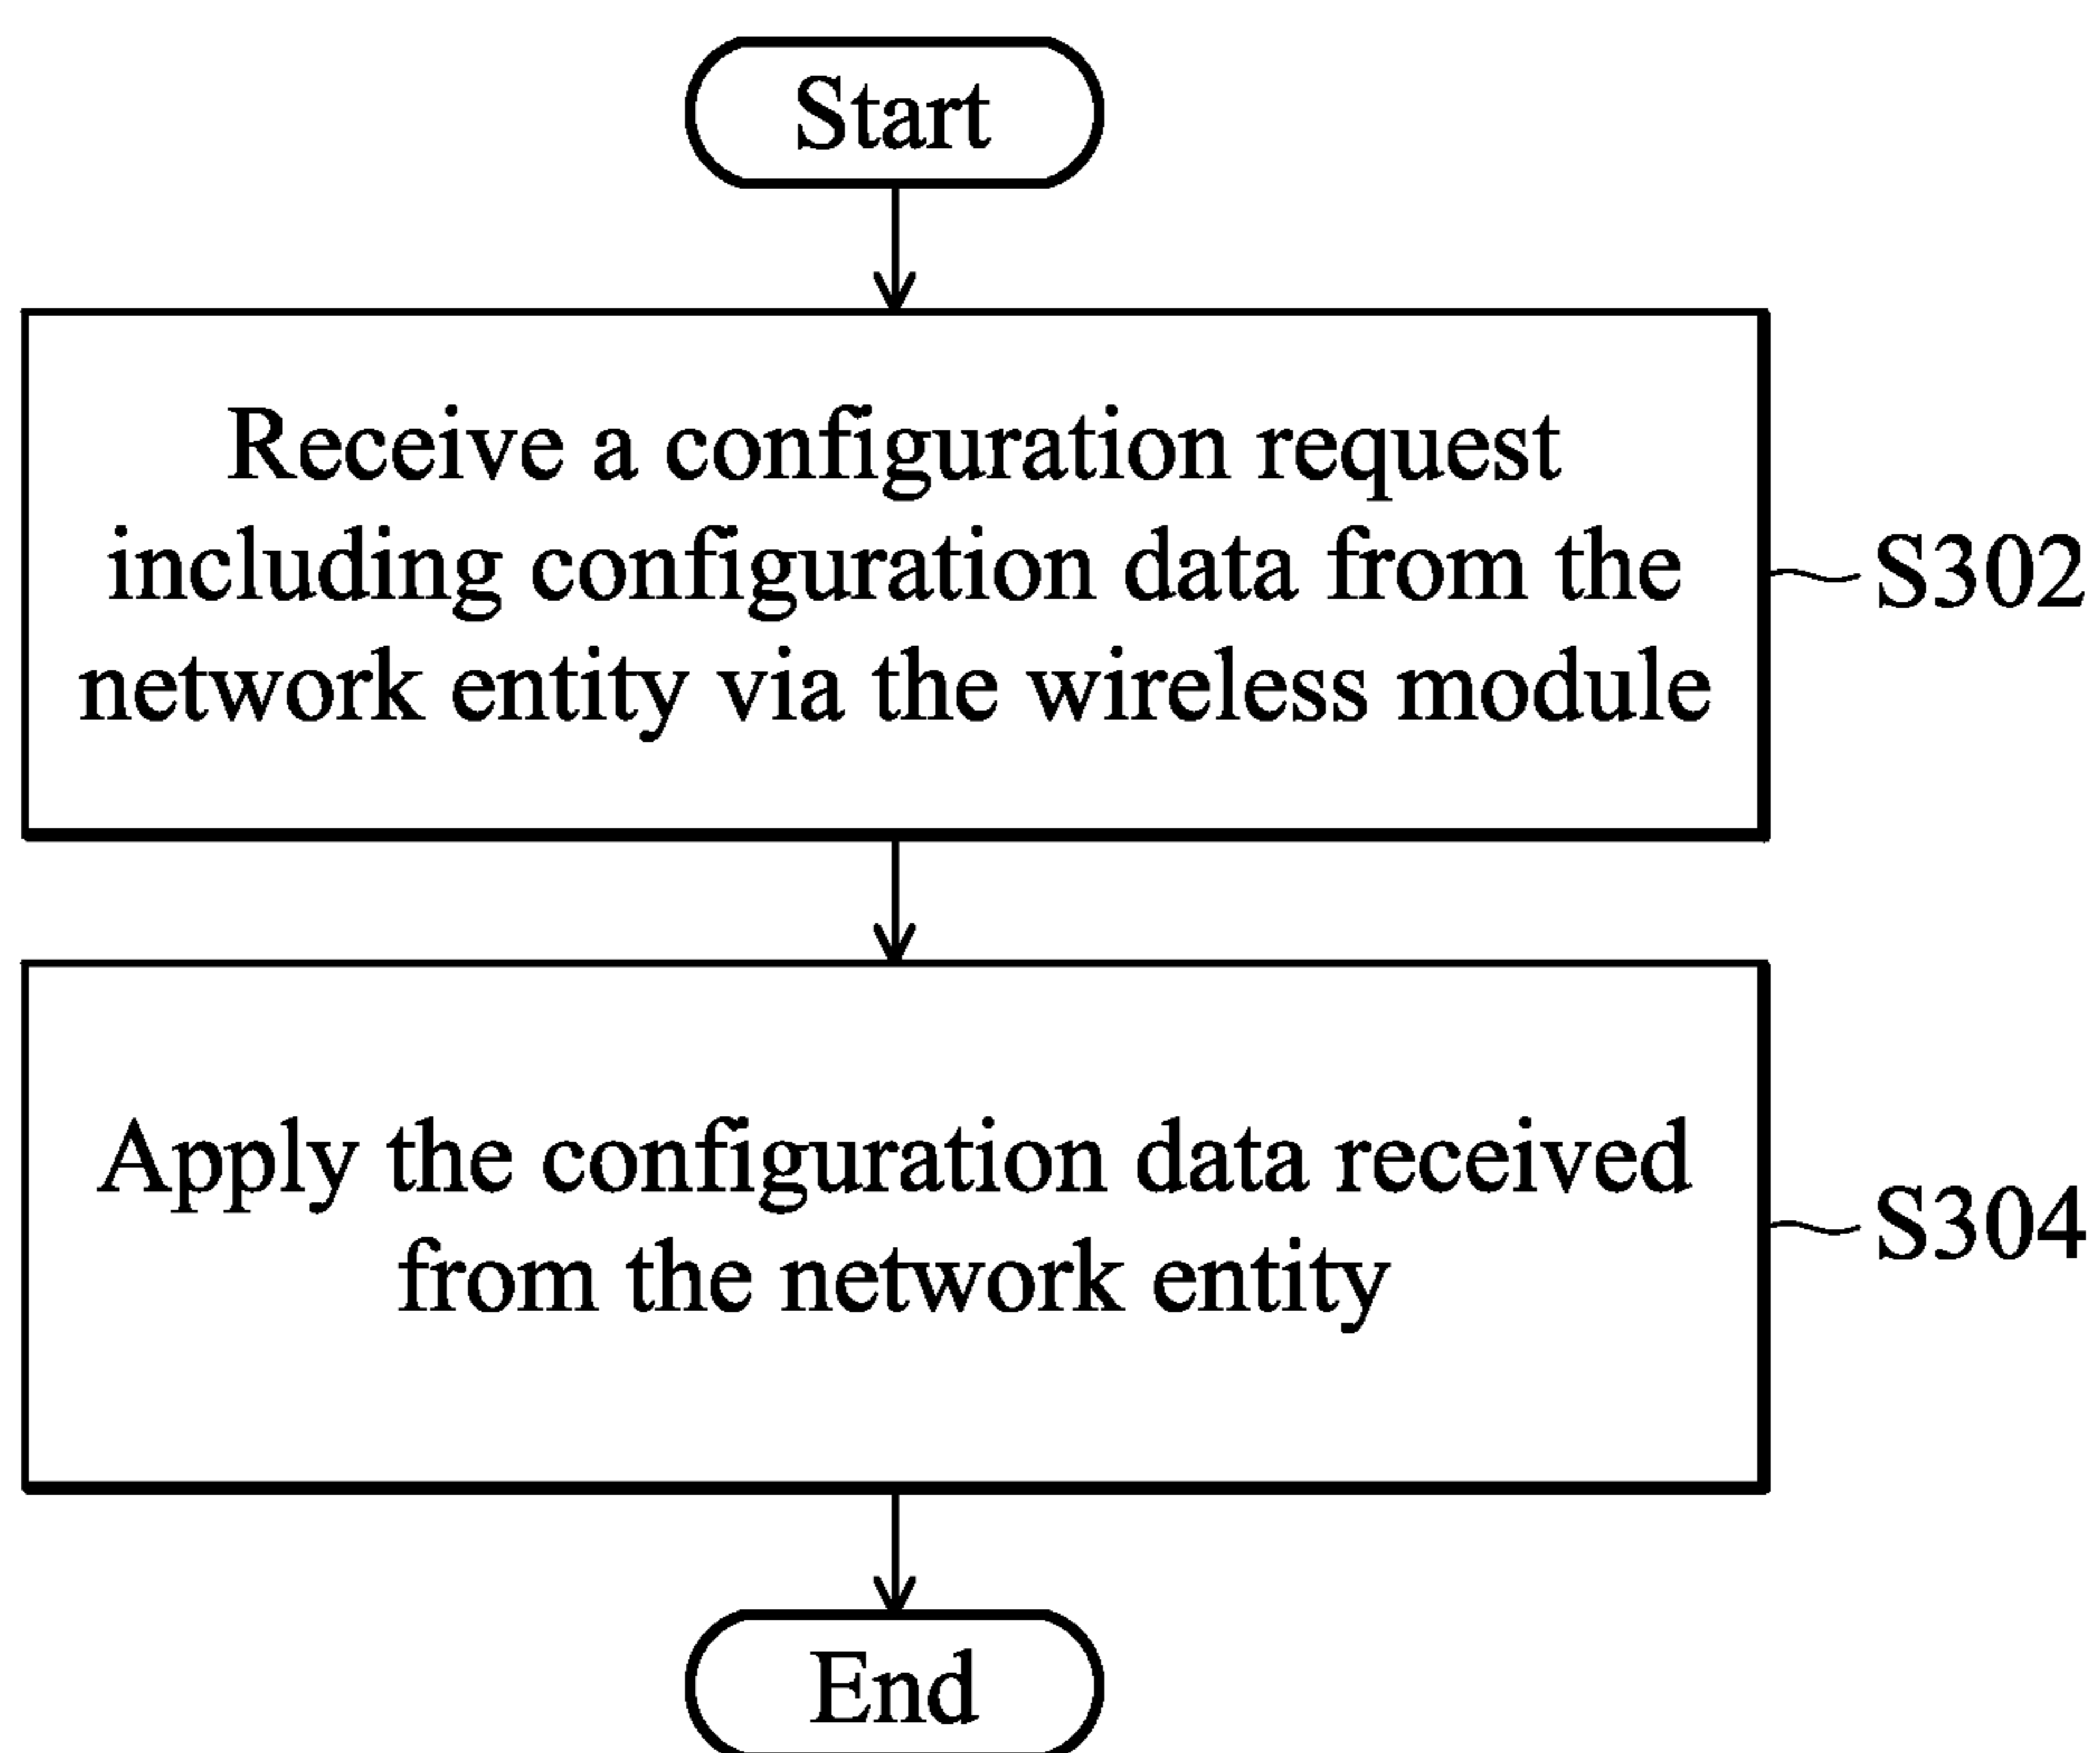 Start
Receive a configuration request
including configuration data from the
network entity via the wireless module
S302
Apply the configuration data received
from the network entity
S304
End